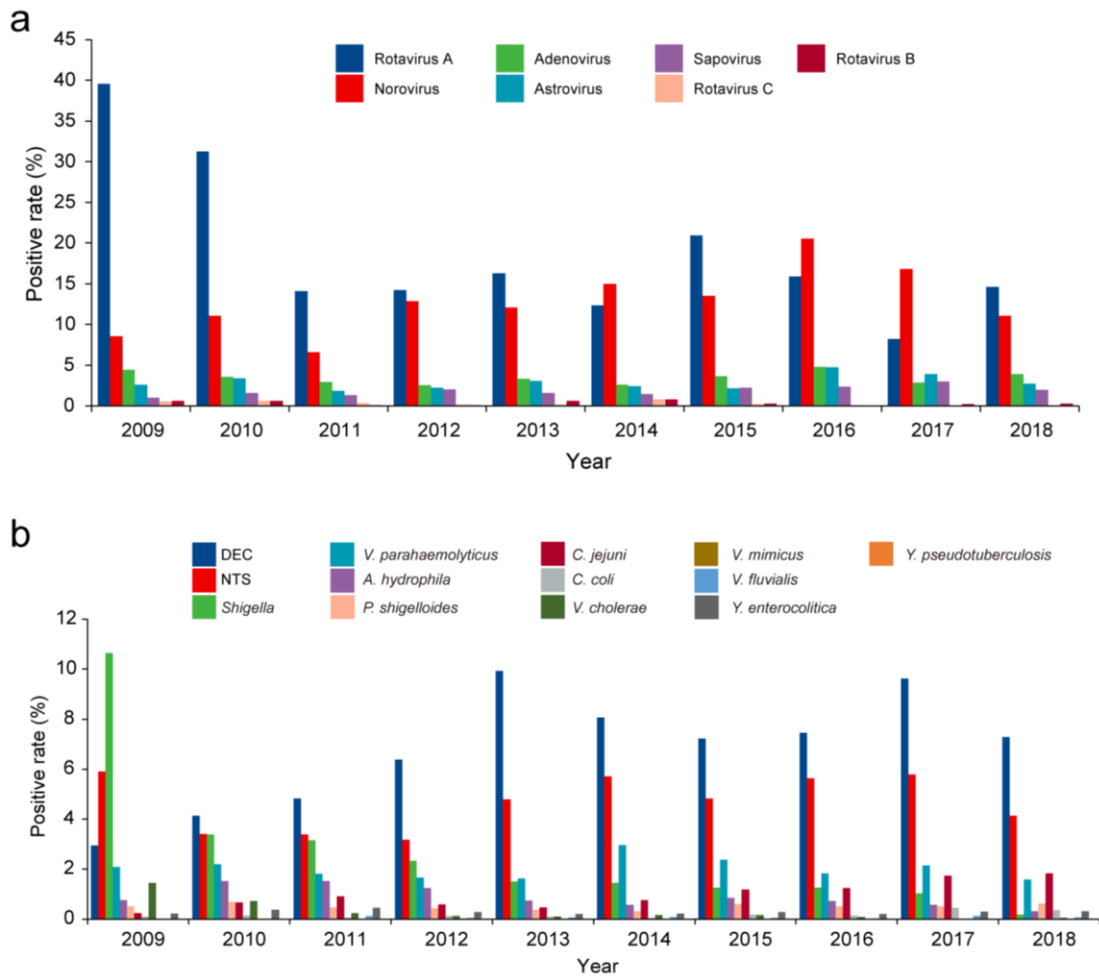 a
45
40
35
30
25
20
15
10
5
0
Positive rate (%)
Rotavirus A Adenovirus Sapovirus Rotavirus B
Norovirus Astrovirus Rotavirus C
2009 2010 2011 2012 2013 2014 2015 2016 2017 2018
Year
b
DEC V. parahaemolyticus C. jejuni V. mimicus Y. pseudotuberculosis
NTS A. hydrophila C. coli V. fluvialis
Shigella P. shigelloides V. cholerae Y. enterocolitica
12
10
8
6
4
2
0
Positive rate (%)
2009 2010 2011 2012 2013 2014 2015 2016 2017 2018
Year